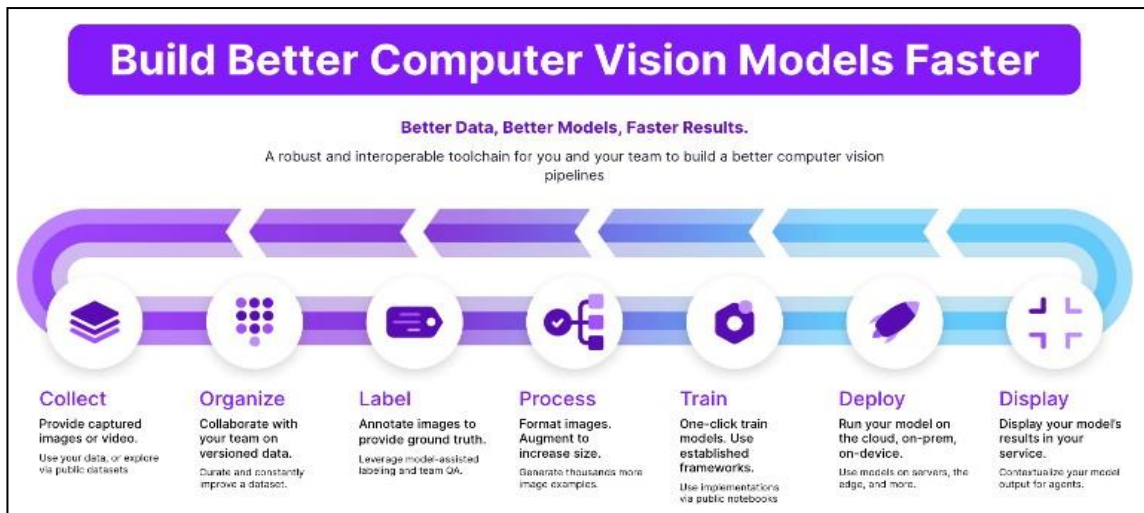 Build Better Computer Vision Models Faster
Better Data, Better Models, Faster Results.
A robust and interoperable toolchain for you and your team to build a better computer vision
pipelines
Collect
Provide captured
images or video.
Use your data, or explore
via public datasets
Organize
Collaborate with
your team on
versioned data.
Curate and constantly
improve a dataset.
Label
Annotate images to
provide ground truth.
Leverage model-assisted
labeling and team QA.
Process
Format images.
Augment to
increase size.
Generate thousands more
image examples.
Train
One-click train
models. Use
established
frameworks.
Use implementations
via public notebooks
Deploy
Run your model on
the cloud, on-prem,
on-device.
Use models on servers, the
edge, and more.
Display
Display your model's
results in your
service.
Contextualize your model
output for agents.